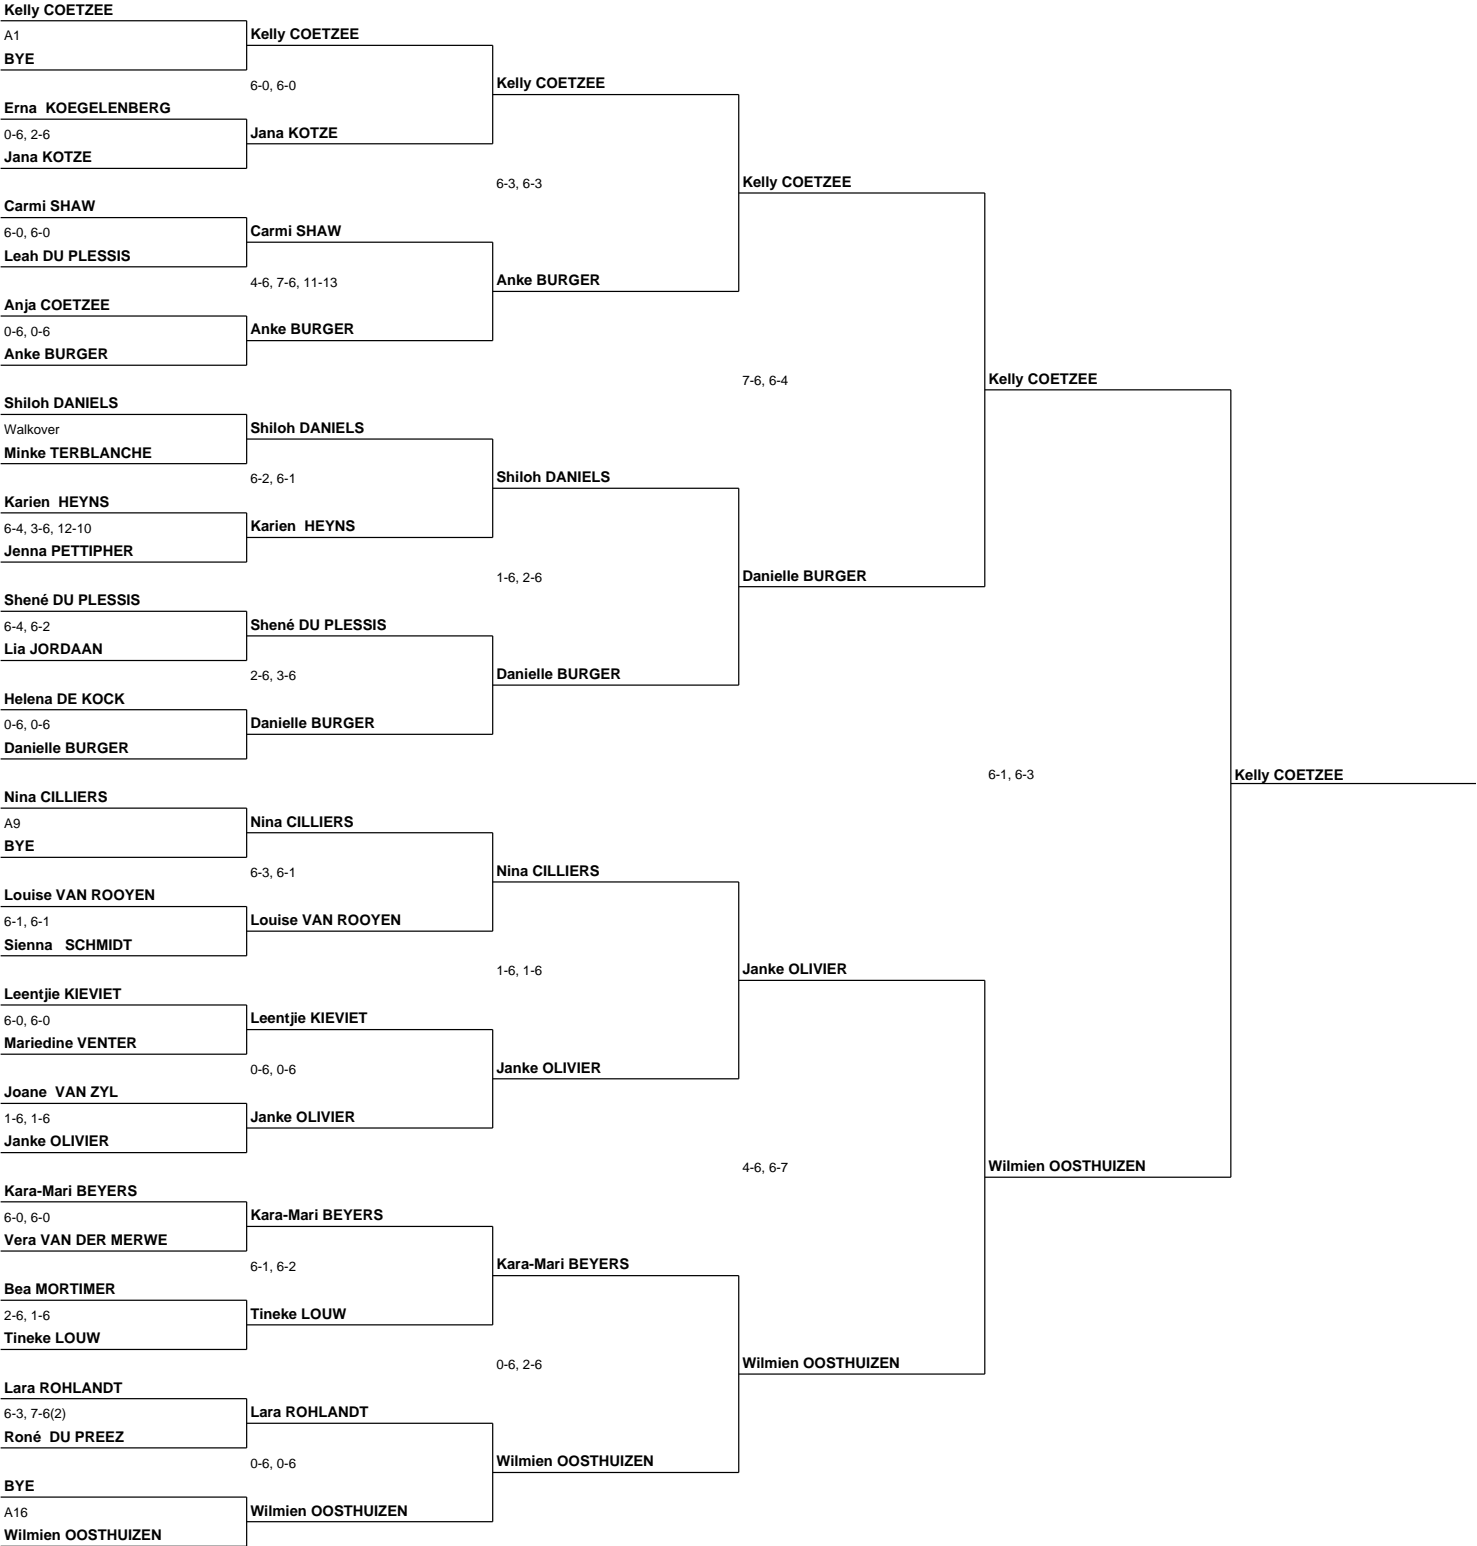 Kelly COETZEE
A1
BYE
Kelly COETZEE
6-0, 6-0
Kelly COETZEE
Erna KOEGELENBERG
0-6, 2-6
Jana KOTZE
Jana KOTZE
6-3, 6-3
Kelly COETZEE
Carmi SHAW
6-0, 6-0
Leah DU PLESSIS
Carmi SHAW
4-6, 7-6, 11-13
Anke BURGER
Anja COETZEE
0-6, 0-6
Anke BURGER
Anke BURGER
7-6, 6-4
Kelly COETZEE
Shiloh DANIELS
Walkover
Minke TERBLANCHE
Shiloh DANIELS
6-2, 6-1
Shiloh DANIELS
Karien HEYNS
6-4, 3-6, 12-10
Jenna PETTIPHER
Karien HEYNS
1-6, 2-6
Danielle BURGER
Shené DU PLESSIS
6-4, 6-2
Lia JORDAAN
Shené DU PLESSIS
2-6, 3-6
Danielle BURGER
Helena DE KOCK
0-6, 0-6
Danielle BURGER
Danielle BURGER
6-1, 6-3
Kelly COETZEE
Nina CILLIERS
A9
BYE
Nina CILLIERS
6-3, 6-1
Nina CILLIERS
Louise VAN ROOYEN
6-1, 6-1
Sienna SCHMIDT
Louise VAN ROOYEN
1-6, 1-6
Janke OLIVIER
Leentjie KIEVIET
6-0, 6-0
Mariedine VENTER
Leentjie KIEVIET
0-6, 0-6
Janke OLIVIER
Joane VAN ZYL
1-6, 1-6
Janke OLIVIER
Janke OLIVIER
4-6, 6-7
Wilmien OOSTHUIZEN
Kara-Mari BEYERS
6-0, 6-0
Vera VAN DER MERWE
Kara-Mari BEYERS
6-1, 6-2
Kara-Mari BEYERS
Bea MORTIMER
2-6, 1-6
Tineke LOUW
Tineke LOUW
0-6, 2-6
Wilmien OOSTHUIZEN
Lara ROHLANDT
6-3, 7-6(2)
Roné DU PREEZ
Lara ROHLANDT
0-6, 0-6
Wilmien OOSTHUIZEN
BYE
A16
Wilmien OOSTHUIZEN
Wilmien OOSTHUIZEN